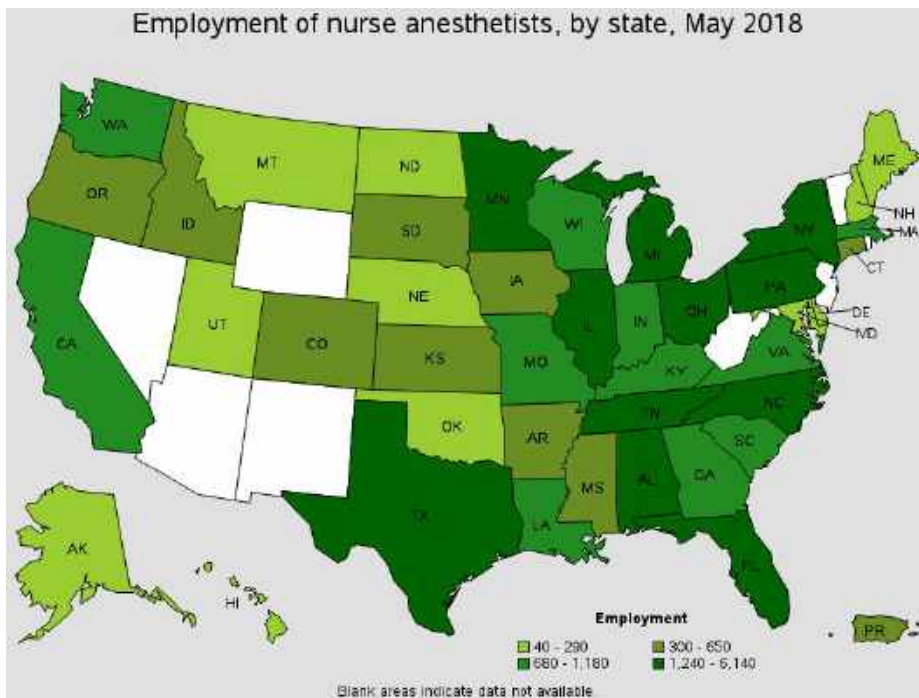 Employment of nurse anesthetists, by state, May 2018
WA
MT
ND
MN
ME
OR
ID
SD
WI
MI
NY
NH
MA
CT
IA
NE
PA
CA
UT
CO
KS
IL
IN
OH
DE
MD
MO
KY
VA
OK
TN
NC
AR
SC
TX
MS
AL
GA
LA
FL
AK
HI
PR
Employment
40 - 290
300 - 650
680 - 1,180
1,240 - 5,140
Blank areas indicate data not available.